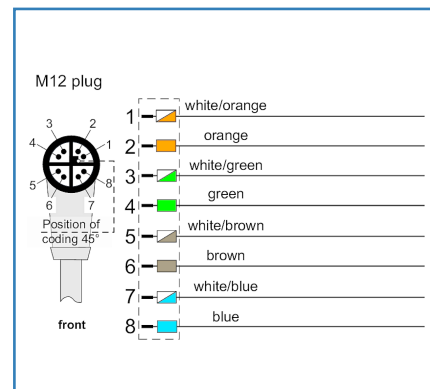 M12 plug
3
2
4
1
5
8
6
7
Position of
coding 45°
front
1 white/orange
2 orange
3 white/green
4 green
5 white/brown
6 brown
7 white/blue
8 blue